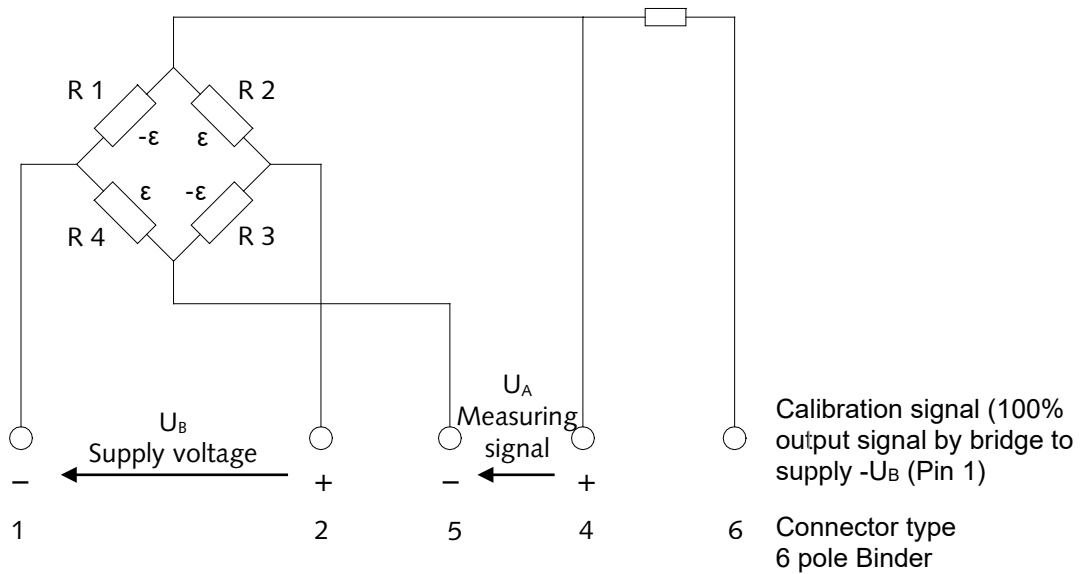 R 1
R 2
-ε
ε
ε
-ε
R 4
R 3
UB
Supply voltage
UA
Measuring
signal
Calibration signal (100%
output signal by bridge to
supply -UB (Pin 1)
− + − +
1 2 5 4 6
Connector type
6 pole Binder